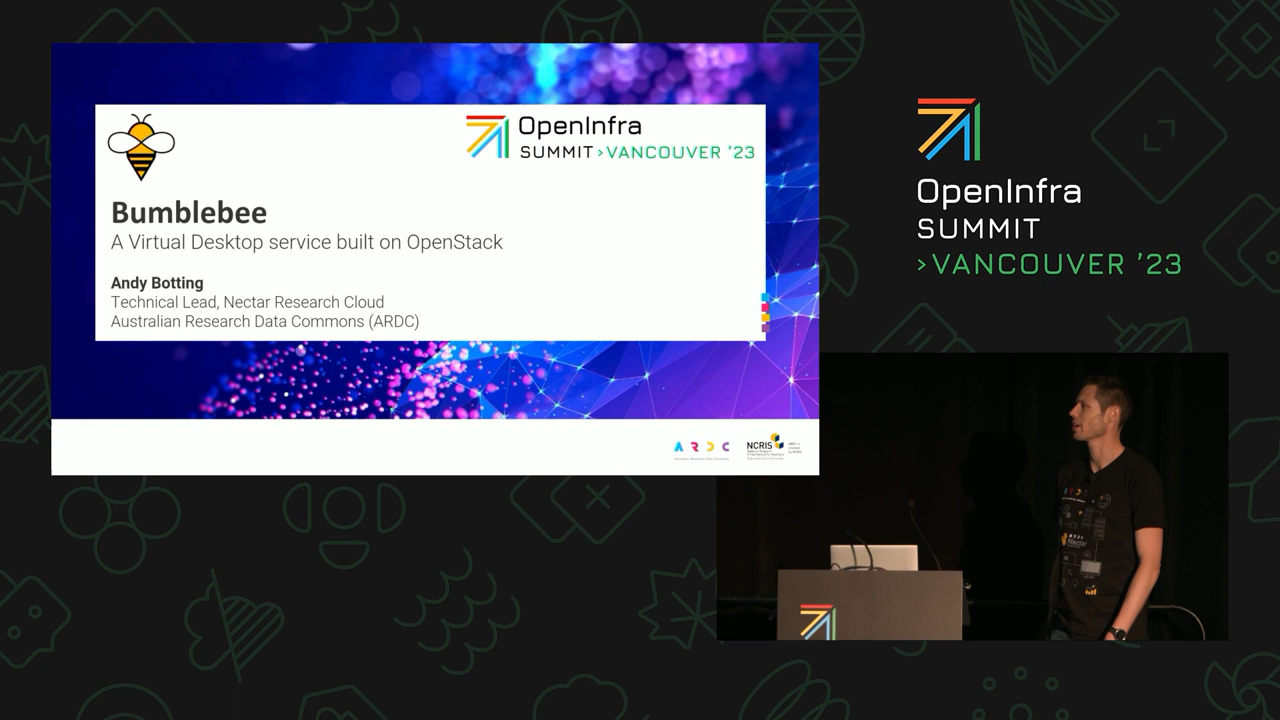 OpenInfra
SUMMIT >VANCOUVER '23
Bumblebee
A Virtual Desktop service built on OpenStack
Andy Botting
Technical Lead, Nectar Research Cloud
Australian Research Data Commons (ARDC)
ARDC
NCRIS
OpenInfra
SUMMIT
>VANCOUVER '23